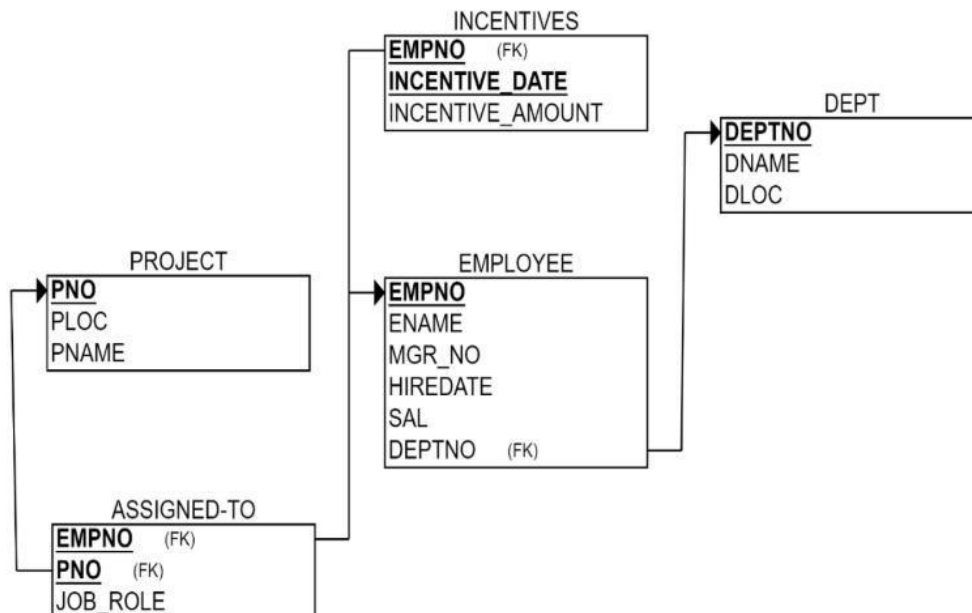 INCENTIVES
EMPNO (FK)
INCENTIVE_DATE
INCENTIVE_AMOUNT
DEPT
DEPTNO
DNAME
DLOC
PROJECT
PNO
PLOC
PNAME
EMPLOYEE
EMPNO
ENAME
MGR_NO
HIREDATE
SAL
DEPTNO (FK)
ASSIGNED-TO
EMPNO (FK)
PNO (FK)
JOB_ROLE